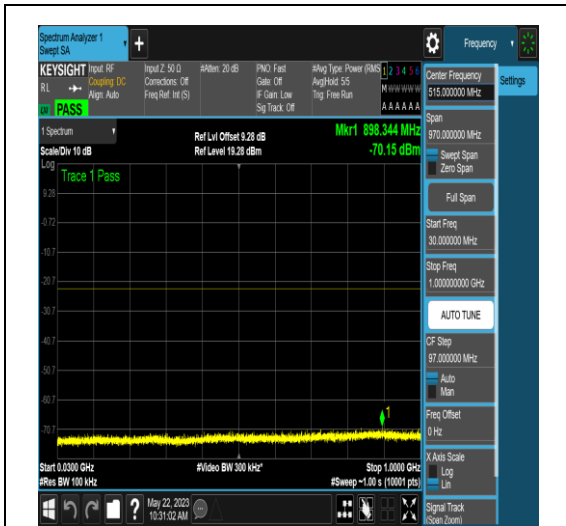 Spectrum Analyzer 1
Swept SA
Frequency
KEYSIGHT
RL
Input: RF
Coupling: DC
Align: Auto
Input Z: 50 Ω
Corrections: Off
Freq Ref: Int (S)
#Atten: 20 dB
PNO: Fast
Gate: Off
IF Gain: Low
Sig Track: Off
#Avg Type: Power (RMS
Avg|Hold: 5/5
Trig: Free Run
1 2 3 4 5 6
M W W W W W
A A A A A A
PASS
1 Spectrum
Scale/Div 10 dB
Ref Lvl Offset 9.28 dB
Ref Level 19.28 dBm
Mkr1 898.344 MHz
-70.15 dBm
Log
Trace 1 Pass
9.28
-0.72
-10.7
-20.7
-30.7
-40.7
-50.7
-60.7
-70.7
1
Start 0.0300 GHz
#Res BW 100 kHz
#Video BW 300 kHz*
Stop 1.0000 GHz
#Sweep ~1.00 s (10001 pts)
May 22, 2023
10:31:02 AM
Center Frequency
515.000000 MHz
Settings
Span
970.000000 MHz
Swept Span
Zero Span
Full Span
Start Freq
30.000000 MHz
Stop Freq
1.000000000 GHz
AUTO TUNE
CF Step
97.000000 MHz
Auto
Man
Freq Offset
0 Hz
X Axis Scale
Log
Lin
Signal Track
(Span Zoom)